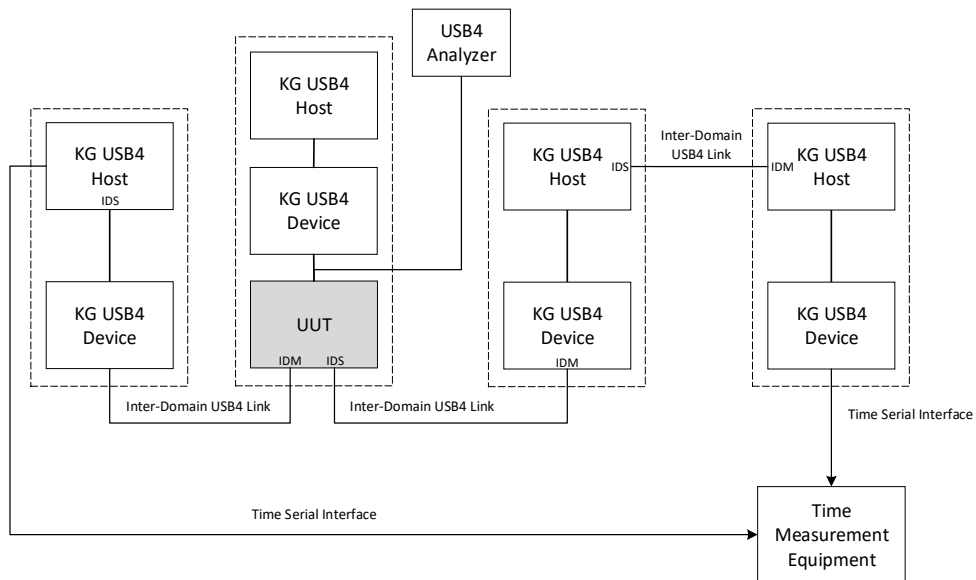 USB4
Analyzer
KG USB4
Host
KG USB4
Host
IDS
KG USB4
Device
UUT
IDM IDS
KG USB4
Device
KG USB4
Host
IDS
Inter-Domain
USB4 Link
KG USB4
Host
IDM
KG USB4
Device
IDM
KG USB4
Device
Inter-Domain USB4 Link
Inter-Domain USB4 Link
Time Serial Interface
Time Serial Interface
Time
Measurement
Equipment